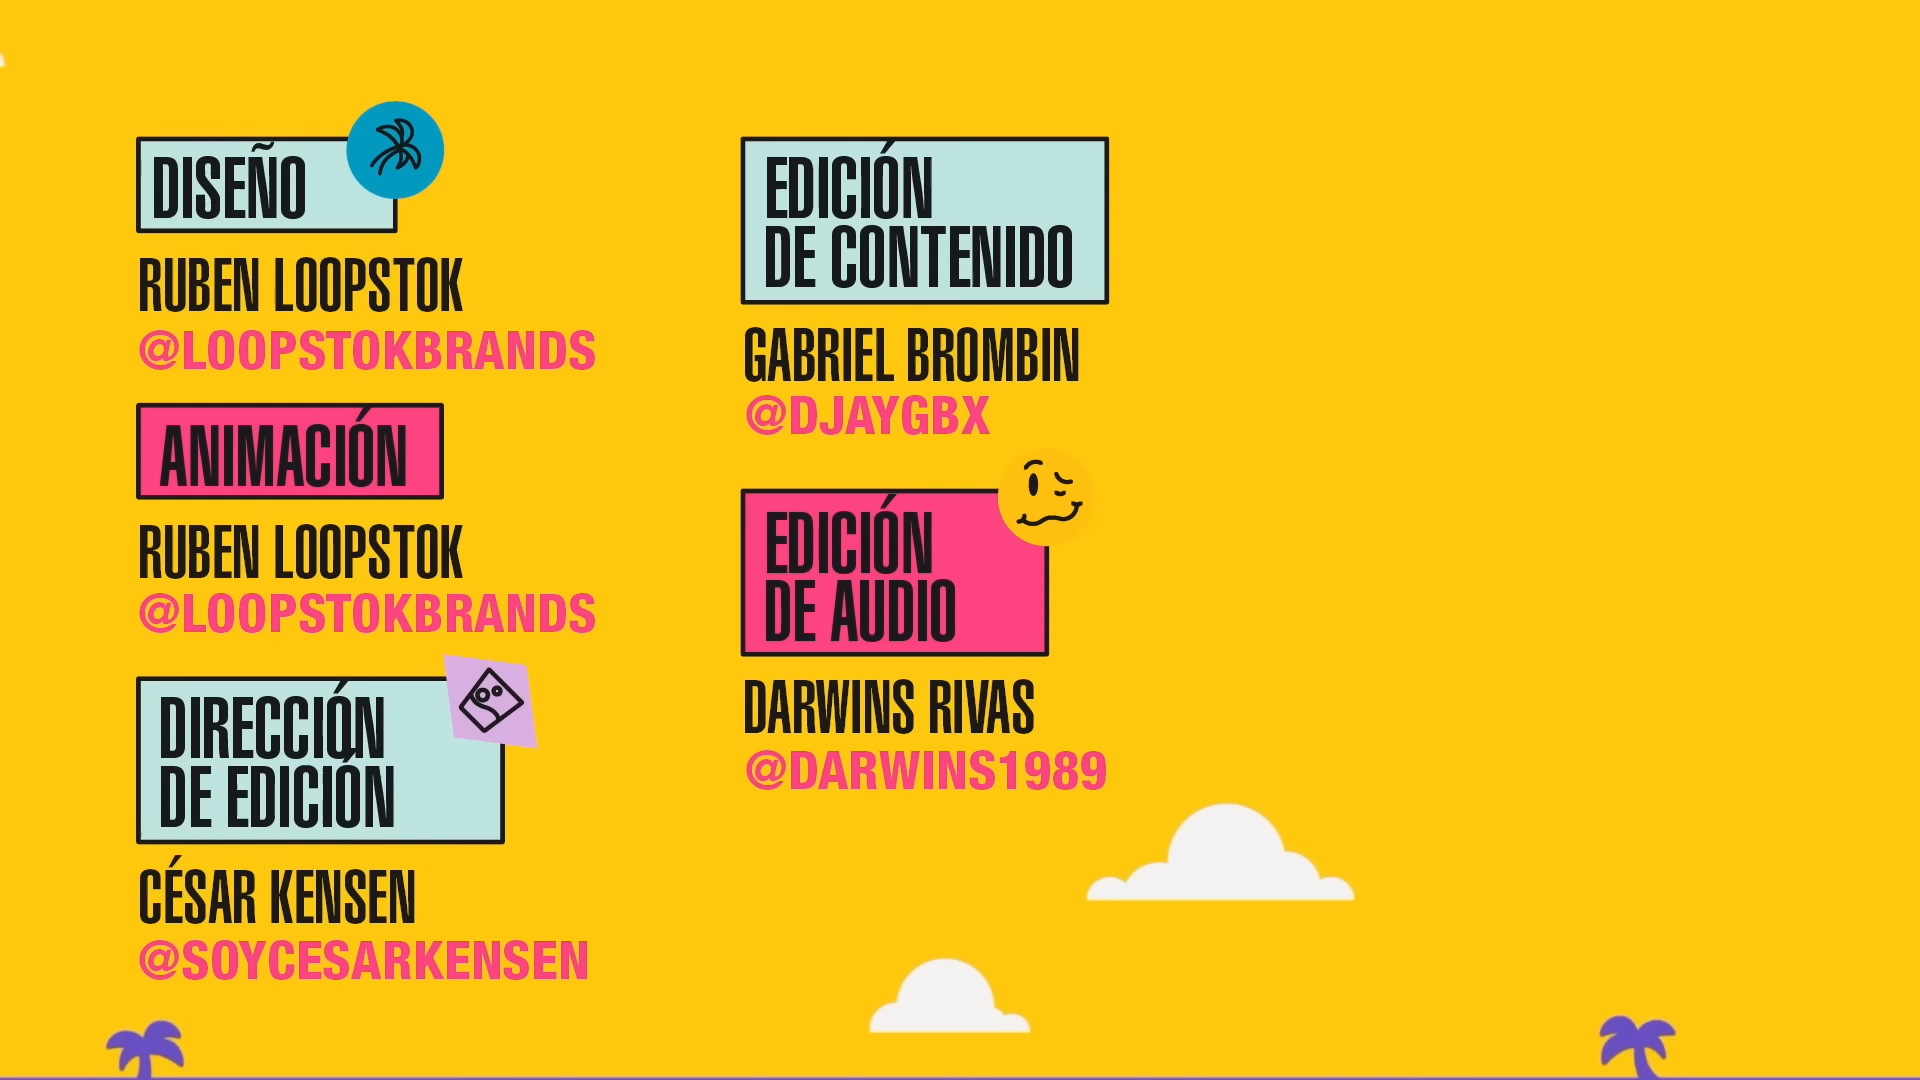 DISEÑO
RUBEN LOOPSTOK
@LOOPSTOKBRANDS
ANIMACIÓN
RUBEN LOOPSTOK
@LOOPSTOKBRANDS
DIRECCIÓN
DE EDICIÓN
CÉSAR KENSEN
@SOYCESARKENSEN
EDICIÓN
DE CONTENIDO
GABRIEL BROMBIN
@DJAYGBX
EDICIÓN
DE AUDIO
DARWINS RIVAS
@DARWINS1989